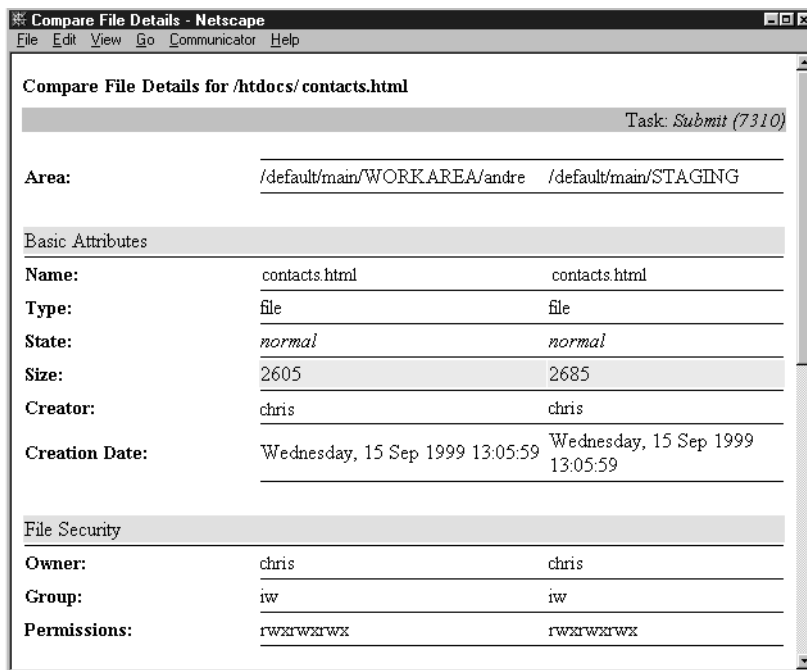 Compare File Details - Netscape
File Edit View Go Communicator Help
Compare File Details for /htdocs/contacts.html
Task: Submit (7310)
Area: /default/main/WORKAREA/andre /default/main/STAGING
Basic Attributes
Name: contacts.html contacts.html
Type: file file
State: normal normal
Size: 2605 2685
Creator: chris chris
Creation Date: Wednesday, 15 Sep 1999 13:05:59 Wednesday, 15 Sep 1999
13:05:59
File Security
Owner: chris chris
Group: iw iw
Permissions: rwxrwxrwx rwxrwxrwx